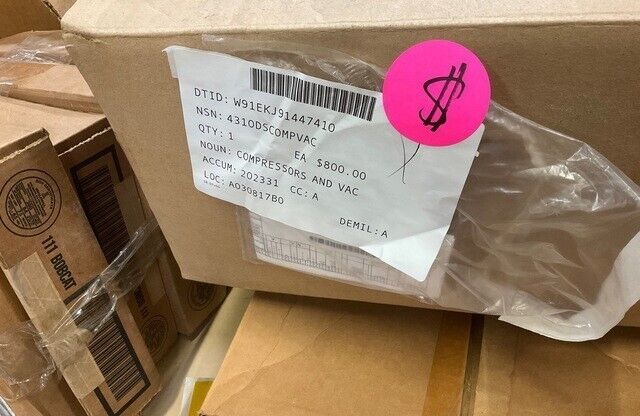 $
DTID: W91EKJ91447410
NSN: 4310DSCOMPVAC
QTY: 1 EA $800.00
NOUN: COMPRESSORS AND VAC
ACCUM: 202331 CC: A
LOC: A030817B0
DEMIL: A
111 BOBCAT